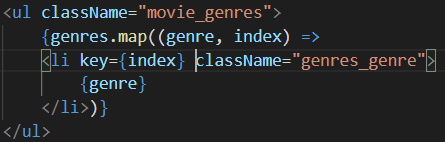 <ul className="movie_genres">
    {genres.map((genre, index) =>
    <li key={index} className="genres_genre">
        {genre}
    </li>)}
</ul>